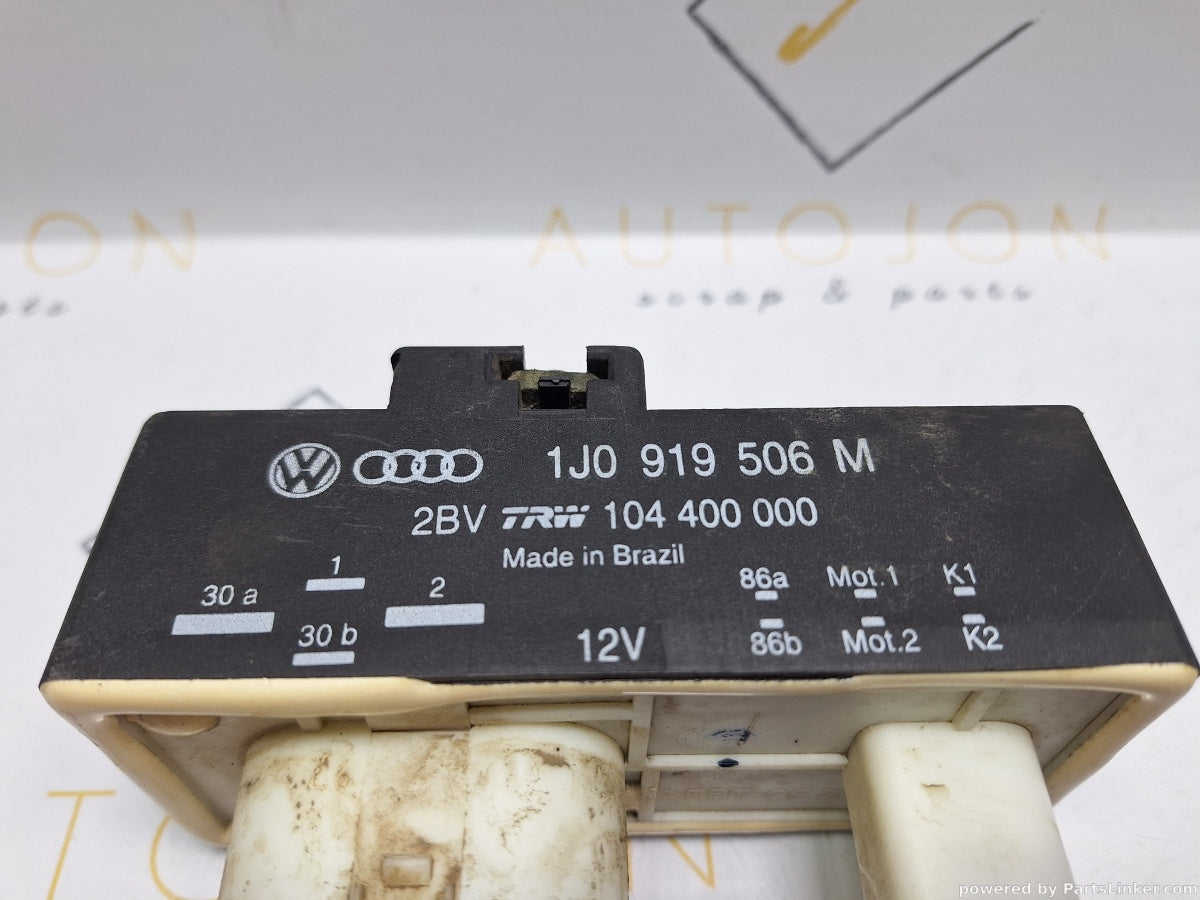 AUTOJON
ON
scrap & parts
1J0 919 506 M
2BV TRW 104 400 000
Made in Brazil
30 a
1
2
30 b
12V
86a Mot.1 K1
86b Mot.2 K2
powered by PartsLinker.com